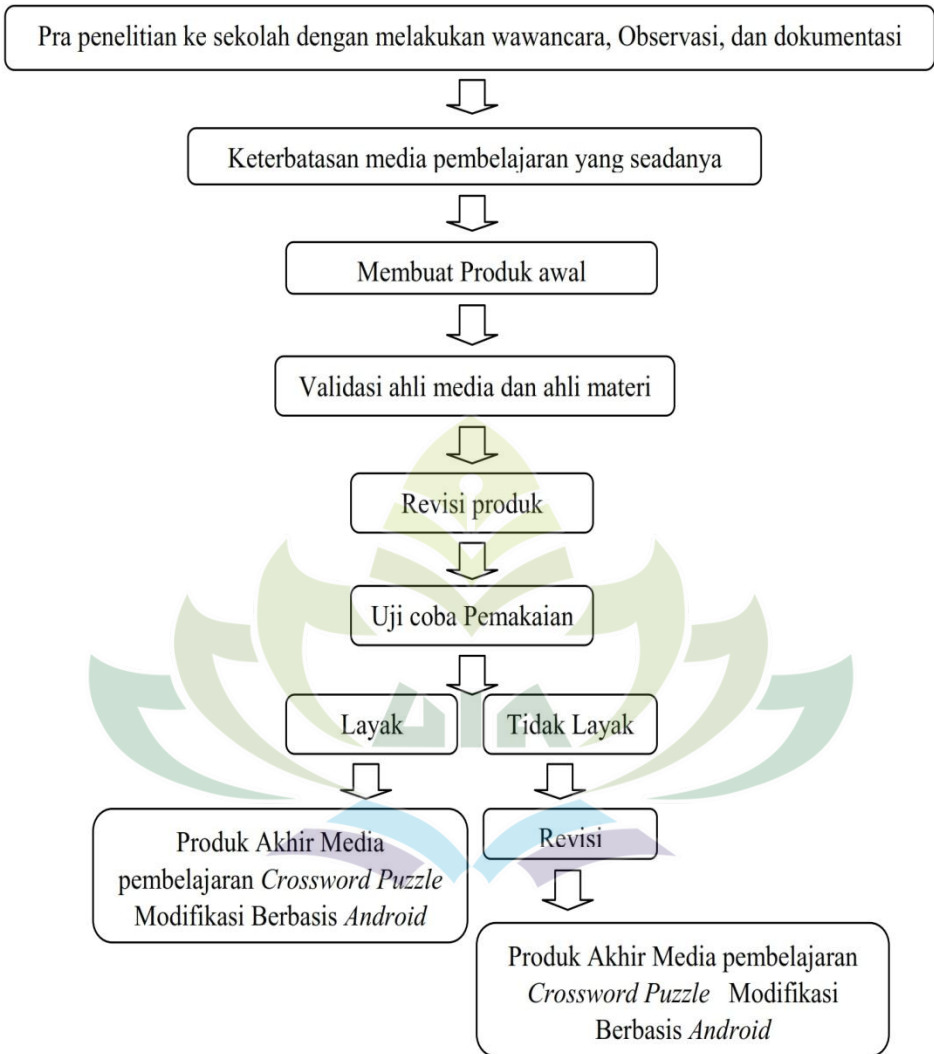 Pra penelitian ke sekolah dengan melakukan wawancara, Observasi, dan dokumentasi
Keterbatasan media pembelajaran yang seadanya
Membuat Produk awal
Validasi ahli media dan ahli materi
Revisi produk
Uji coba Pemakaian
Layak
Tidak Layak
Produk Akhir Media
pembelajaran Crossword Puzzle
Modifikasi Berbasis Android
Revisi
Produk Akhir Media pembelajaran
Crossword Puzzle Modifikasi
Berbasis Android